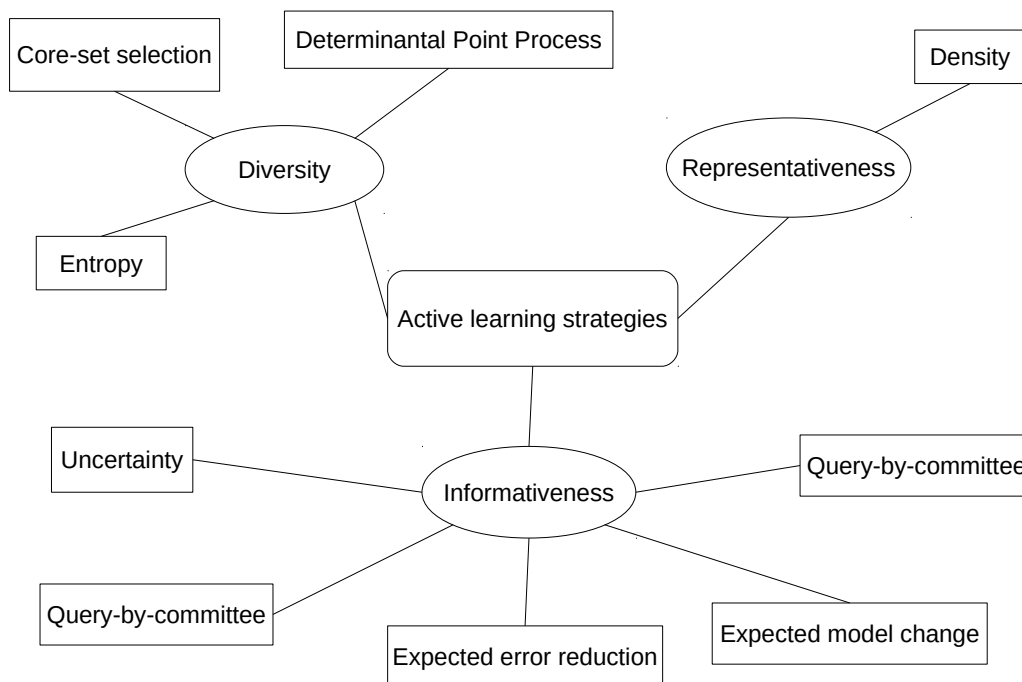 Core-set selection
Determinantal Point Process
Density
Diversity
Representativeness
Entropy
Active learning strategies
Uncertainty
Informativeness
Query-by-committee
Query-by-committee
Expected error reduction
Expected model change